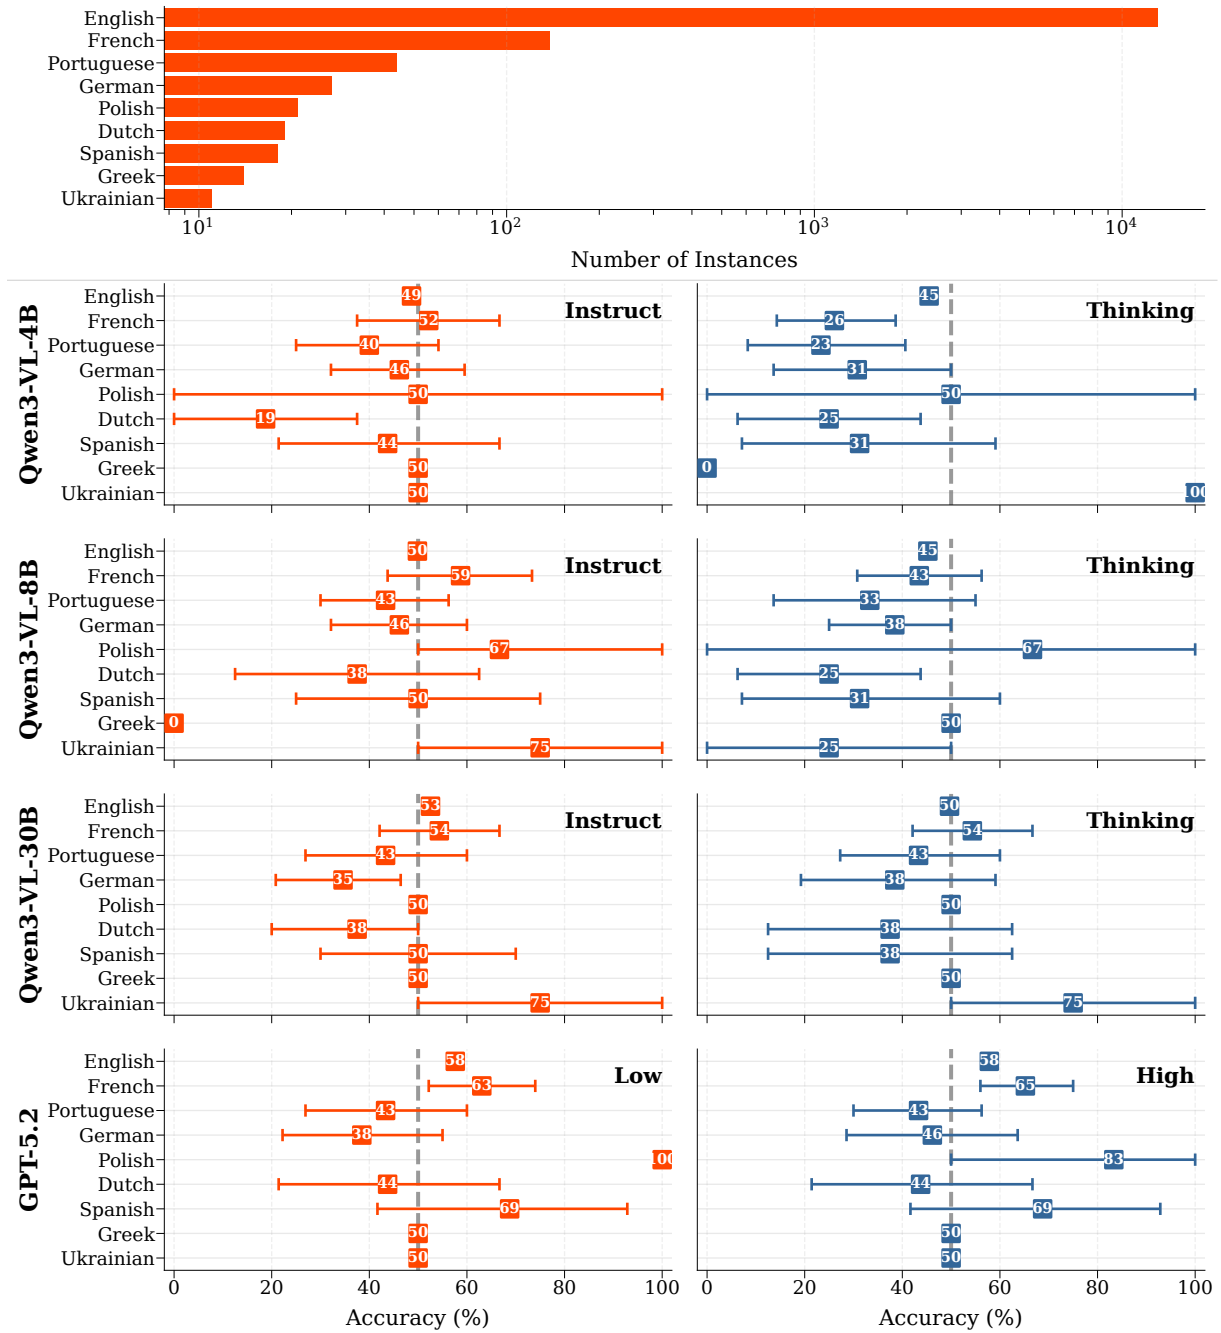 English
French
Portuguese
German
Polish
Dutch
Spanish
Greek
Ukrainian
10¹ 10² 10³ 10⁴
Number of Instances
Qwen3-VL-4B
Instruct
Thinking
English 49 45
French 52 26
Portuguese 40 23
German 46 31
Polish 50 50
Dutch 19 25
Spanish 44 31
Greek 50 0
Ukrainian 50 100
Qwen3-VL-8B
Instruct
Thinking
English 50 45
French 59 43
Portuguese 43 33
German 46 38
Polish 67 67
Dutch 38 25
Spanish 50 31
Greek 0 50
Ukrainian 75 25
Qwen3-VL-30B
Instruct
Thinking
English 53 50
French 54 54
Portuguese 43 43
German 35 38
Polish 50 50
Dutch 38 38
Spanish 50 38
Greek 50 50
Ukrainian 75 75
GPT-5.2
Low
High
English 58 58
French 63 65
Portuguese 43 43
German 38 46
Polish 100 83
Dutch 44 44
Spanish 69 69
Greek 50 50
Ukrainian 50 50
0 20 40 60 80 100 0 20 40 60 80 100
Accuracy (%) Accuracy (%)